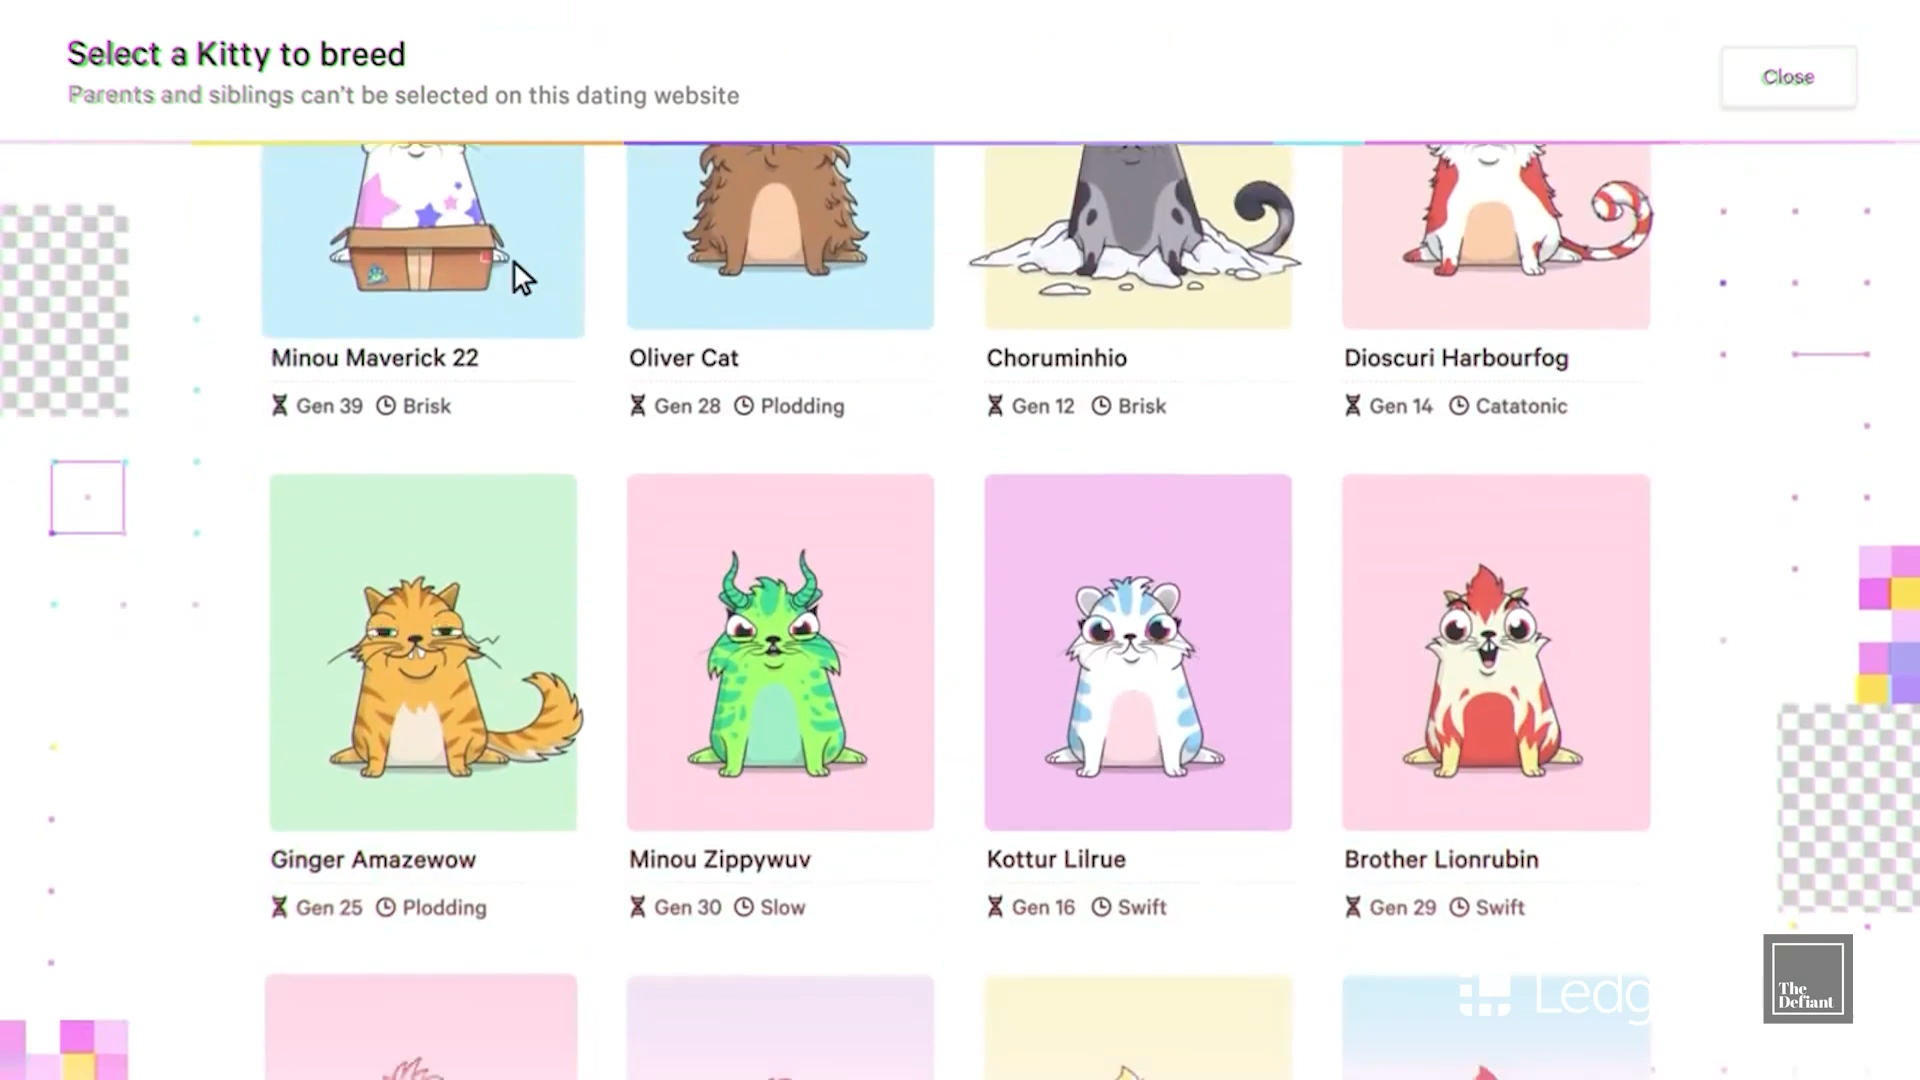 Select a Kitty to breed
Parents and siblings can't be selected on this dating website
Close
Minou Maverick 22
Oliver Cat
Choruminhio
Dioscuri Harbourfog
Gen 39 Brisk
Gen 28 Plodding
Gen 12 Brisk
Gen 14 Catatonic
Ginger Amazewow
Minou Zippywuv
Kottur Lilrue
Brother Lionrubin
Gen 25 Plodding
Gen 30 Slow
Gen 16 Swift
Gen 29 Swift
Ledg
The
Defiant